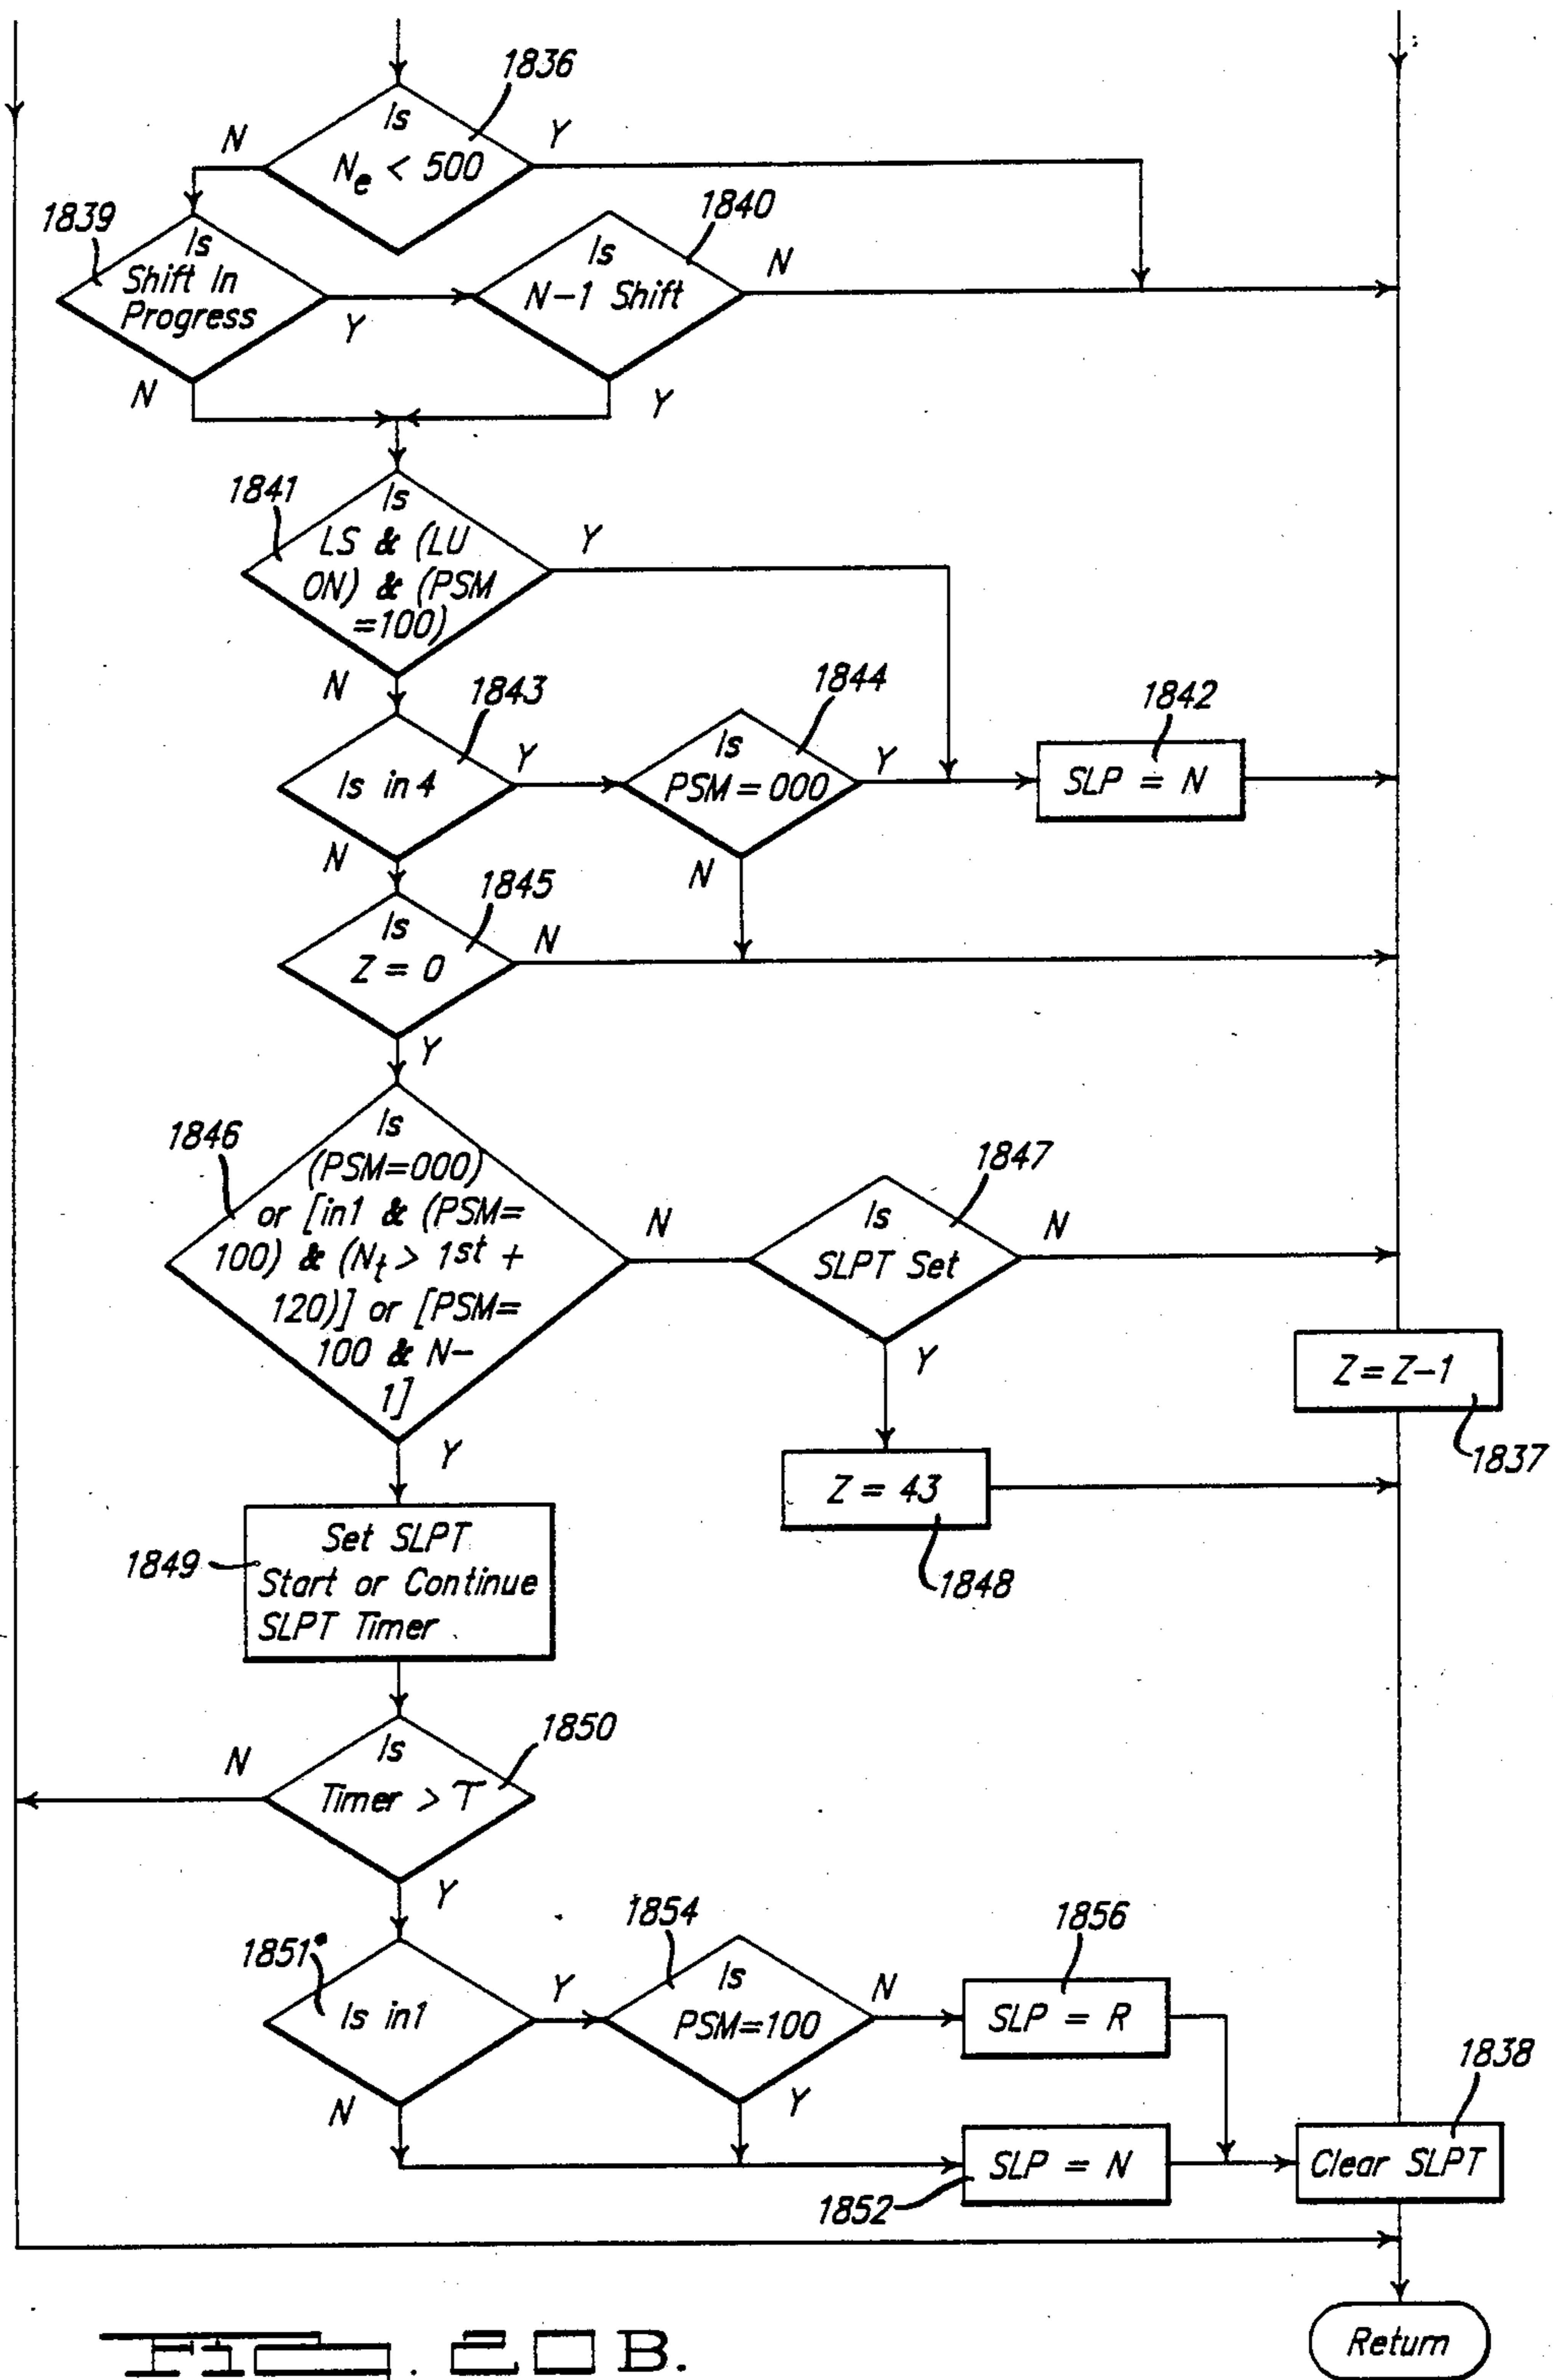 1836
Is
Ne < 500
N
Y
1839
Is
Shift In
Progress
Y
N
1840
Is
N-1 Shift
N
Y
1841
Is
LS & (LU
ON) & (PSM
=100)
Y
N
1843
Is in 4
Y
N
1844
Is
PSM = 000
Y
N
1842
SLP = N
1845
Is
Z = 0
N
Y
1846
Is
(PSM=000)
or [in1 & (PSM=
100) & (Nt > 1st +
120)] or [PSM=
100 & N-
1]
N
Y
1847
Is
SLPT Set
N
Y
Z = Z-1
1837
Z = 43
1848
1849
Set SLPT
Start or Continue
SLPT Timer
1850
Is
Timer > T
N
Y
1851
Is in1
Y
N
1854
Is
PSM=100
N
Y
1856
SLP = R
1838
Clear SLPT
SLP = N
1852
Return
FIG. 20B.